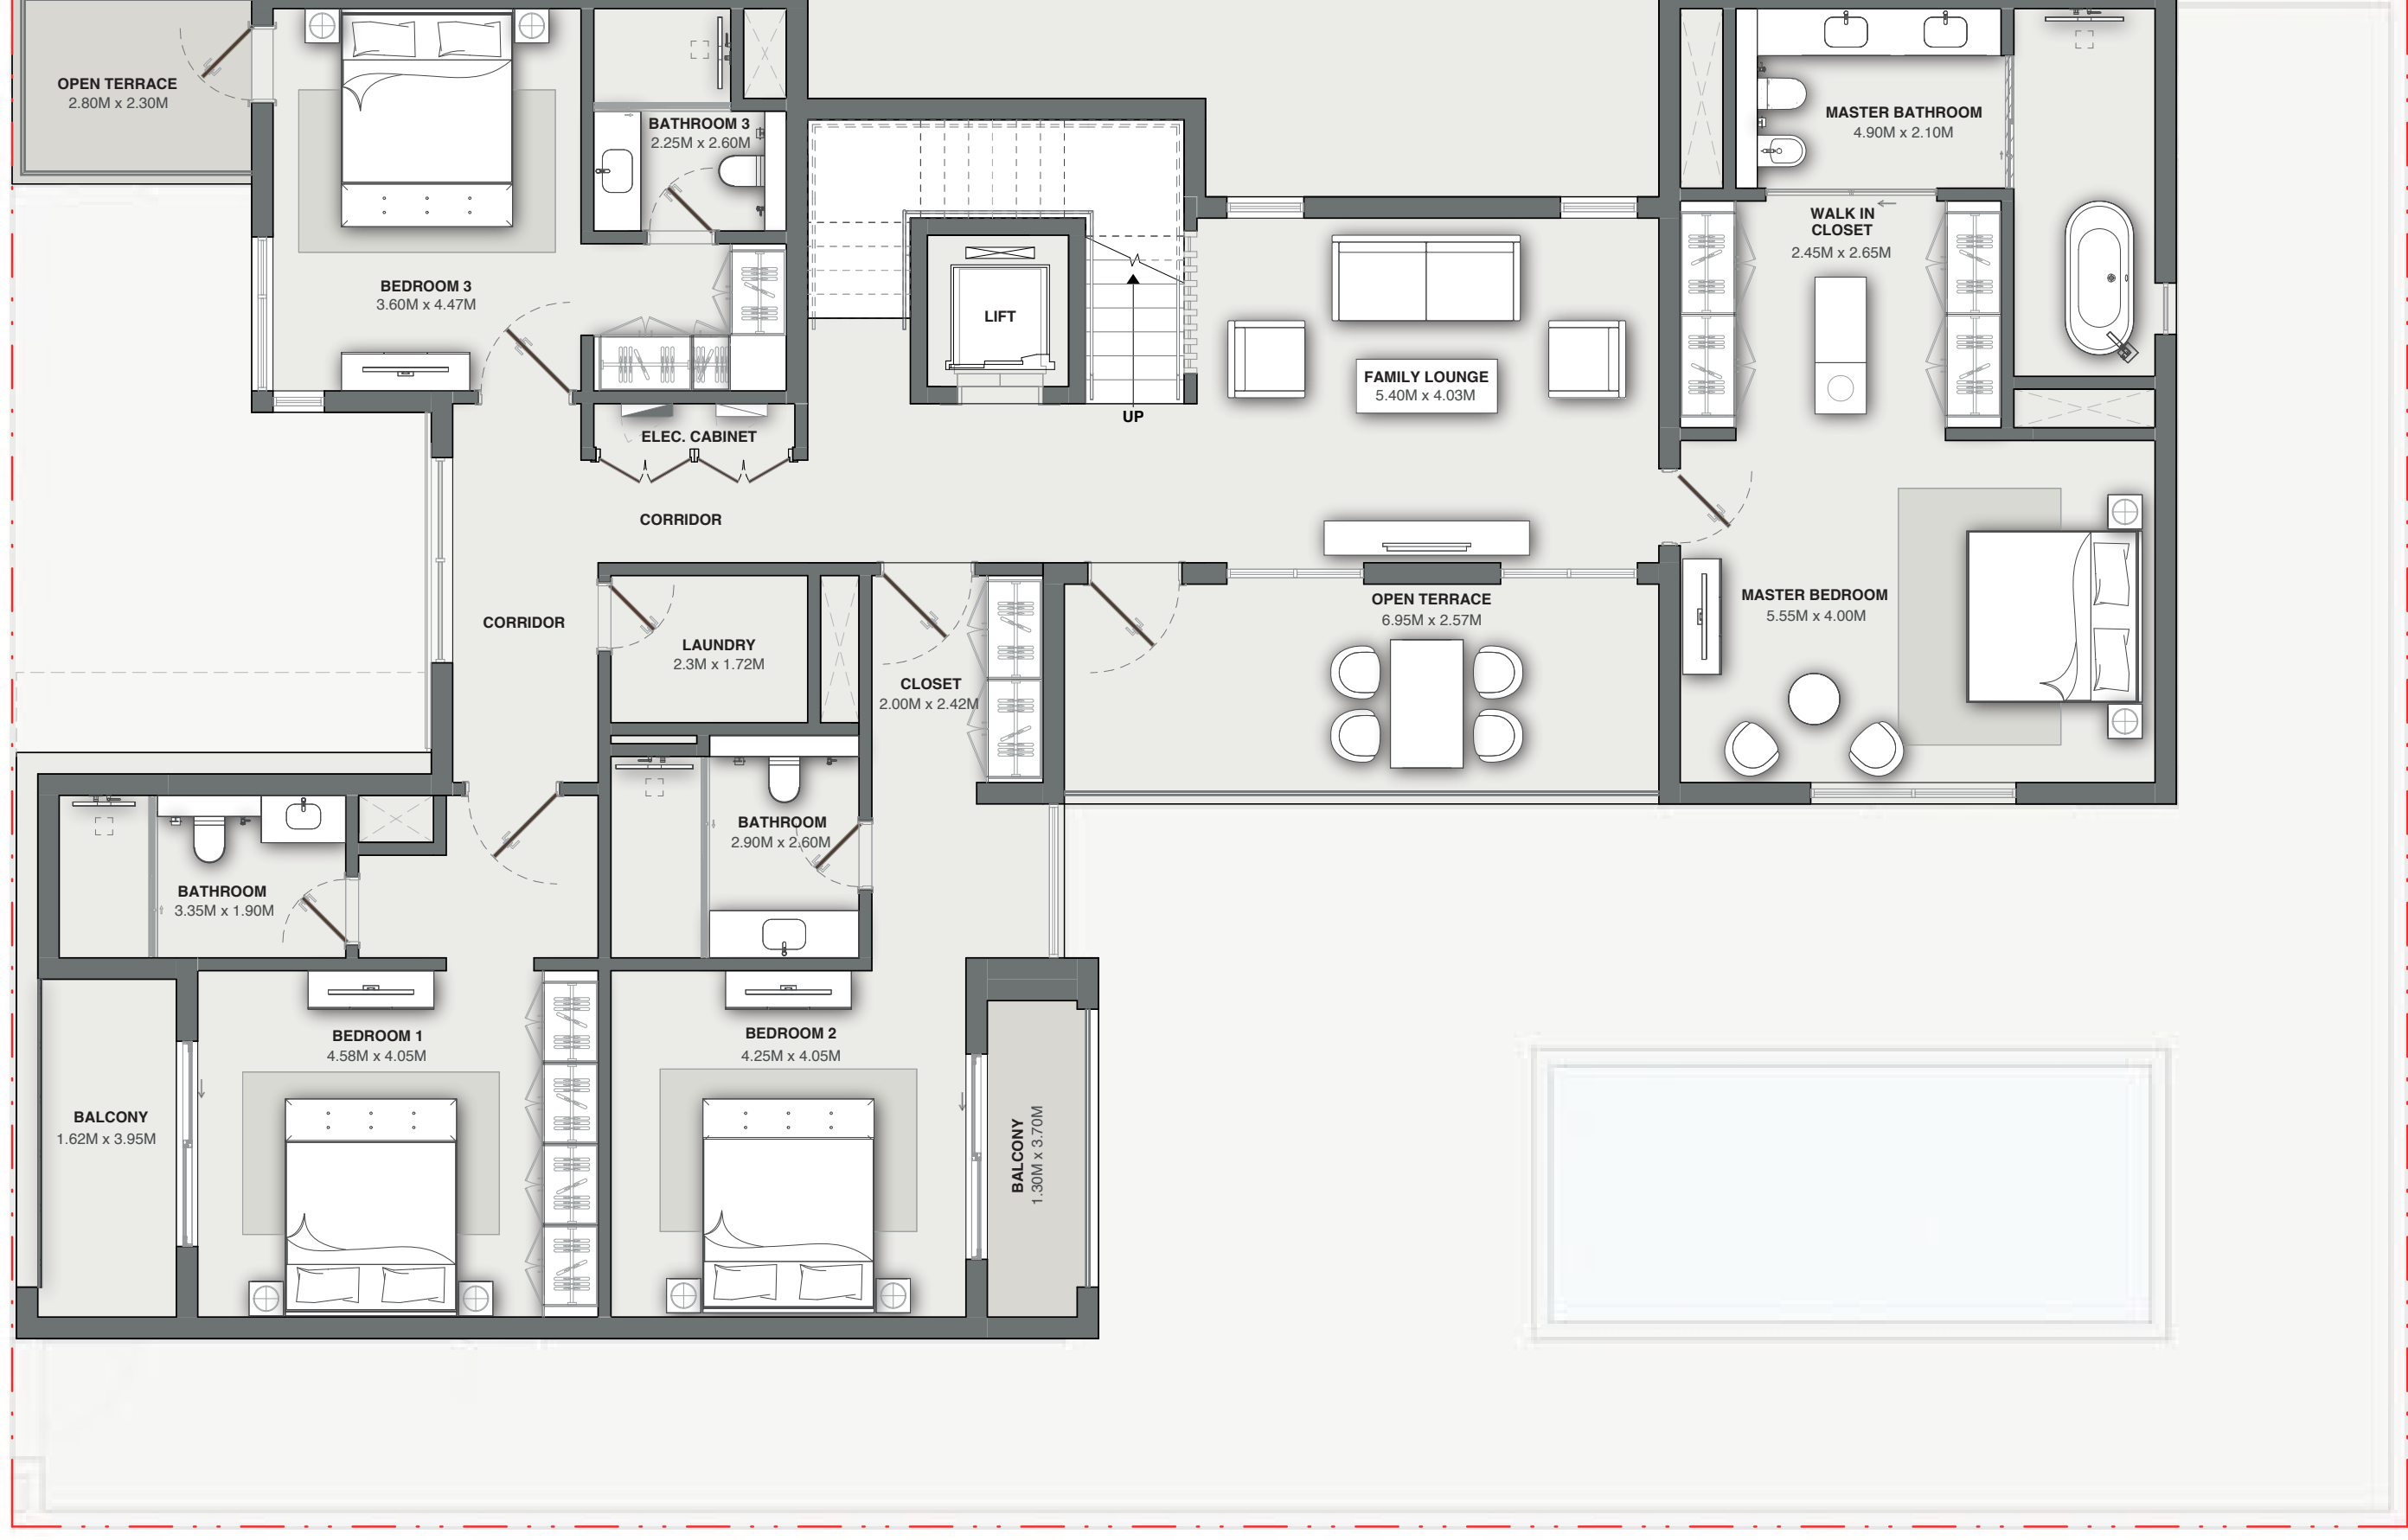 OPEN TERRACE
2.80M x 2.30M
BATHROOM 3
2.25M x 2.60M
MASTER BATHROOM
4.90M x 2.10M
WALK IN
CLOSET
2.45M x 2.65M
BEDROOM 3
3.60M x 4.47M
LIFT
UP
FAMILY LOUNGE
5.40M x 4.03M
ELEC. CABINET
CORRIDOR
CORRIDOR
LAUNDRY
2.3M x 1.72M
CLOSET
2.00M x 2.42M
OPEN TERRACE
6.95M x 2.57M
MASTER BEDROOM
5.55M x 4.00M
BATHROOM
2.90M x 2.60M
BATHROOM
3.35M x 1.90M
BEDROOM 1
4.58M x 4.05M
BEDROOM 2
4.25M x 4.05M
BALCONY
1.62M x 3.95M
BALCONY
1.30M x 3.70M